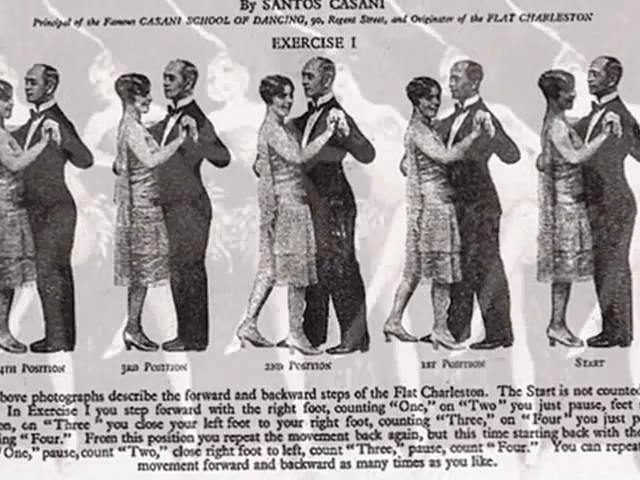 By SANTOS CASANI
Principal of the Famous CASANI SCHOOL OF DANCING, 90, Regent Street, and Originator of the FLAT CHARLESTON
EXERCISE I
4TH POSITION 3RD POSITION 2ND POSITION 1ST POSITION START
bove photographs describe the forward and backward steps of the Flat Charleston. The Start is not counted
In Exercise I you step forward with the right foot, counting "One," on "Two" you just pause, feet
on, on "Three" you close your left foot to your right foot, counting "Three," on "Four" you just p
ing "Four." From this position you repeat the movement back again, but this time starting back with the
"One," pause, count "Two," close right foot to left, count "Three," pause, count "Four." You can repeat
movement forward and backward as many times as you like.